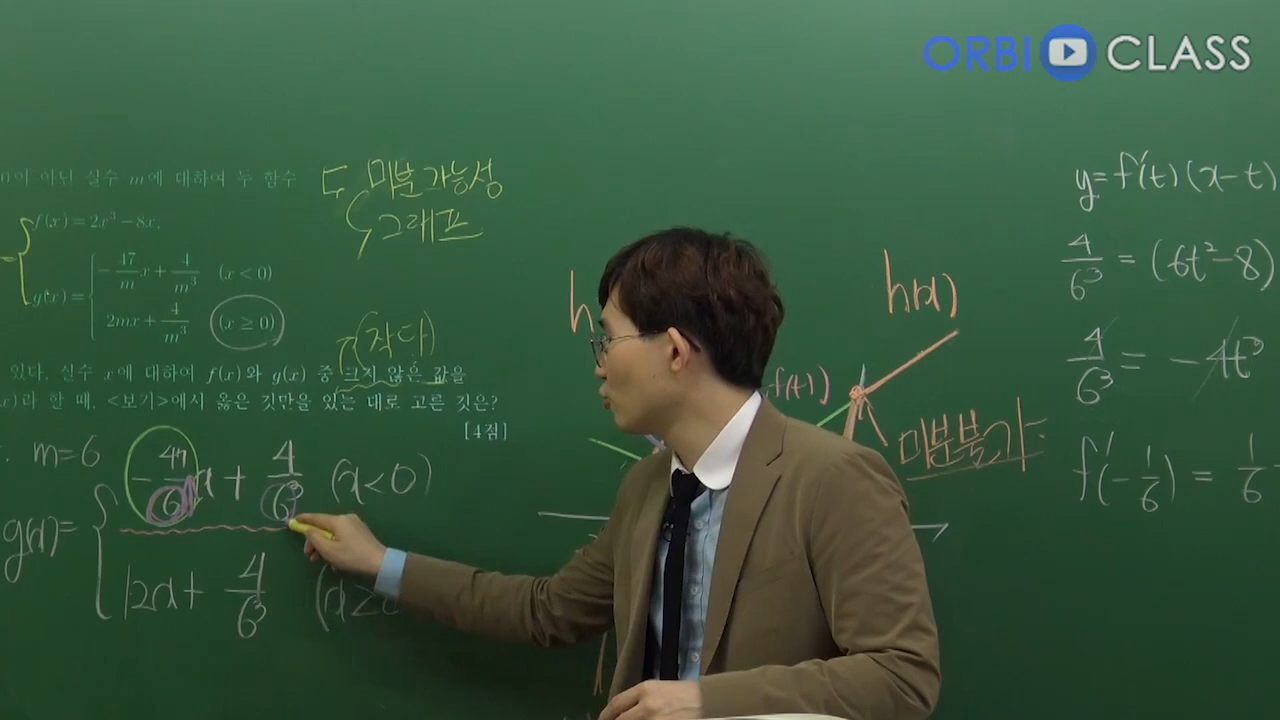 ORBI CLASS
0이 아닌 실수 m에 대하여 두 함수
f(x) = 2x³ − 8x,
g(x) = { −47/m x + 4/m³ (x < 0)
2mx + 4/m³ (x ≥ 0)
있다. 실수 x에 대하여 f(x)와 g(x) 중 크지 않은 값을
x)라 할 때, <보기>에서 옳은 것만을 있는 대로 고른 것은?
[4점]
미분가능성
그래프
(작다)
m=6
g(x)= { −47/6 x + 4/6³ (x<0)
12x + 4/6³ (x≥0
h
h(x)
f(t))
미분불가
y=f'(t)(x−t)
4/6³ = (6t²−8)
4/6³ = −4t³
f'(−1/6) = 1/6